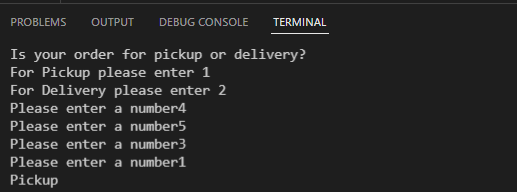 PROBLEMS OUTPUT DEBUG CONSOLE TERMINAL
Is your order for pickup or delivery?
For Pickup please enter 1
For Delivery please enter 2
Please enter a number4
Please enter a number5
Please enter a number3
Please enter a number1
Pickup